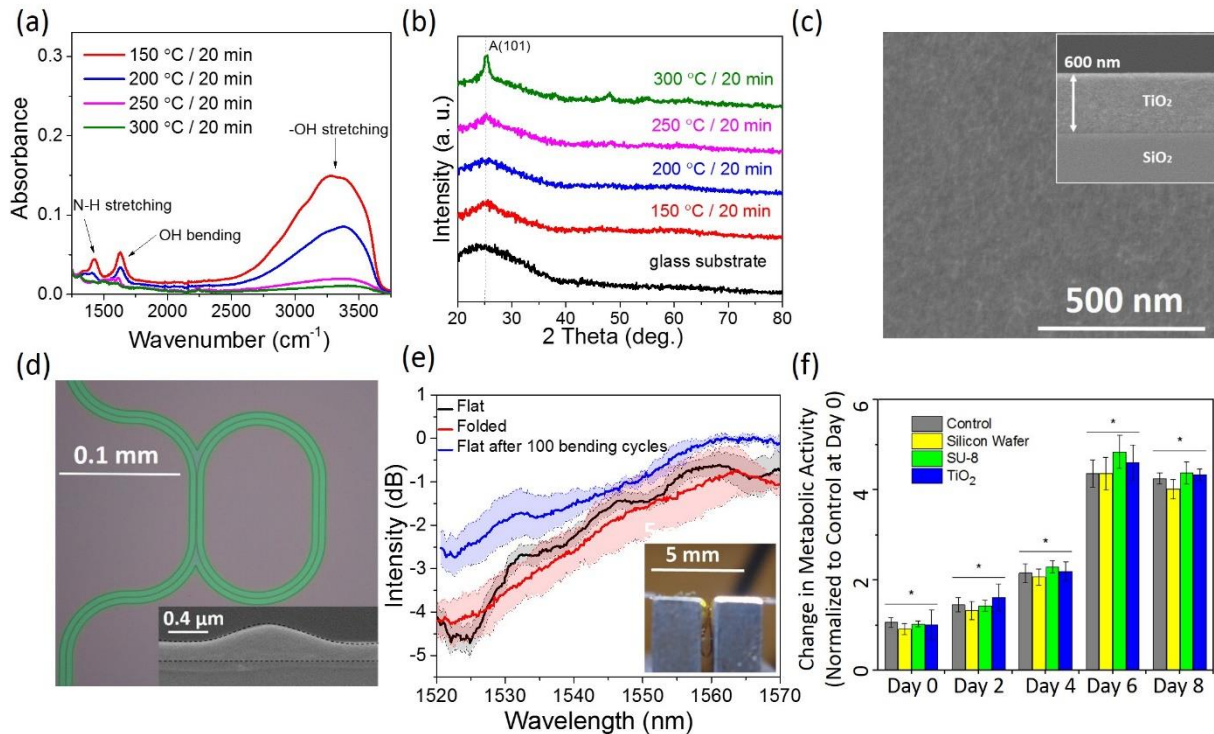 (a)
0.3
0.2
0.1
0.0
Absorbance
150 °C / 20 min
200 °C / 20 min
250 °C / 20 min
300 °C / 20 min
-OH stretching
N-H stretching
OH bending
1500 2000 2500 3000 3500
Wavenumber (cm-1)
(b)
A(101)
300 °C / 20 min
250 °C / 20 min
200 °C / 20 min
150 °C / 20 min
glass substrate
Intensity (a. u.)
20 30 40 50 60 70 80
2 Theta (deg.)
(c)
600 nm
TiO₂
SiO₂
500 nm
(d)
0.1 mm
0.4 µm
(e)
1
0
-1
-2
-3
-4
-5
Intensity (dB)
Flat
Folded
Flat after 100 bending cycles
5
5 mm
1520 1530 1540 1550 1560 1570
Wavelength (nm)
(f)
6
4
2
0
Change in Metabolic Activity
(Normalized to Control at Day 0)
Control
Silicon Wafer
SU-8
TiO₂
* * * * *
Day 0 Day 2 Day 4 Day 6 Day 8